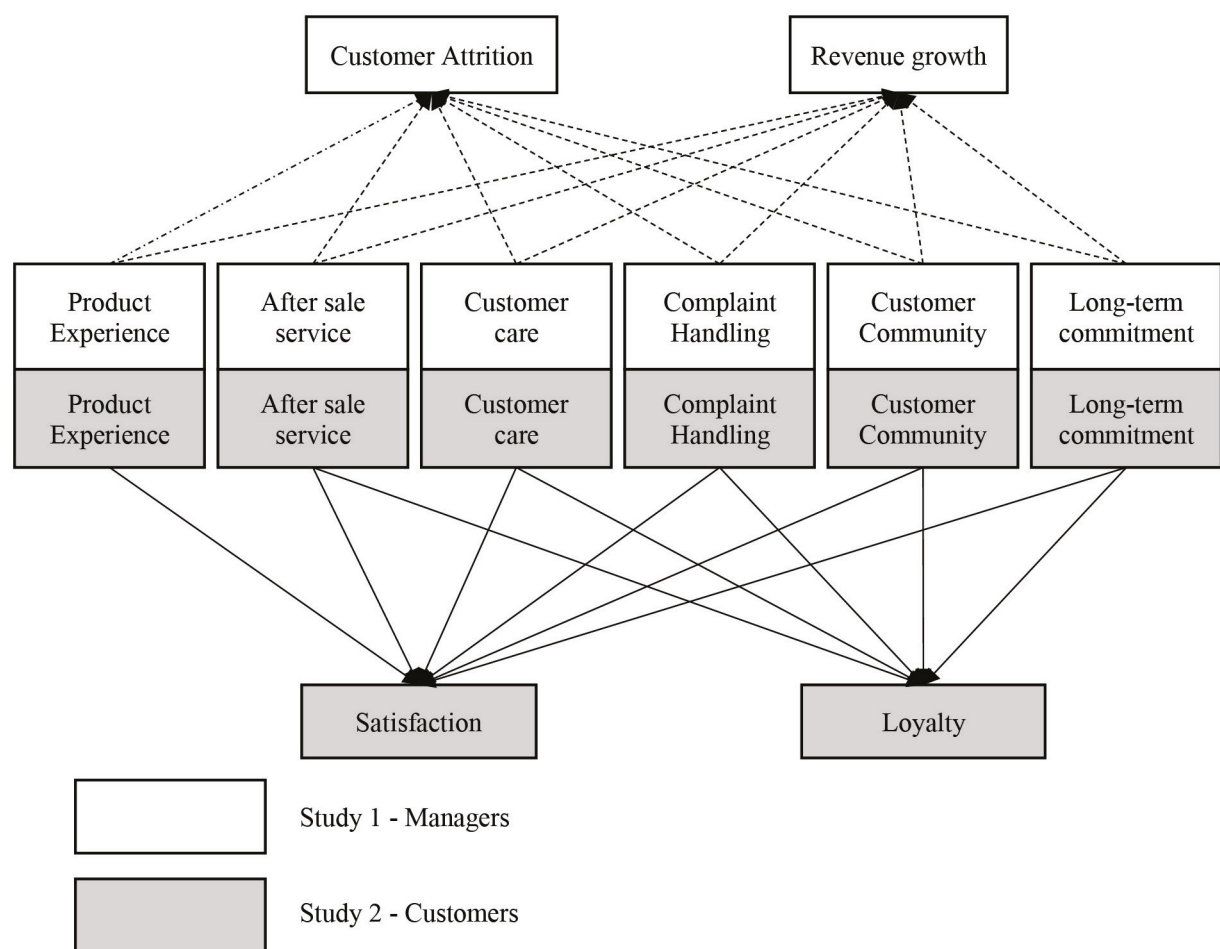 Customer Attrition
Revenue growth
Product
Experience
After sale
service
Customer
care
Complaint
Handling
Customer
Community
Long-term
commitment
Product
Experience
After sale
service
Customer
care
Complaint
Handling
Customer
Community
Long-term
commitment
Satisfaction
Loyalty
Study 1 - Managers
Study 2 - Customers